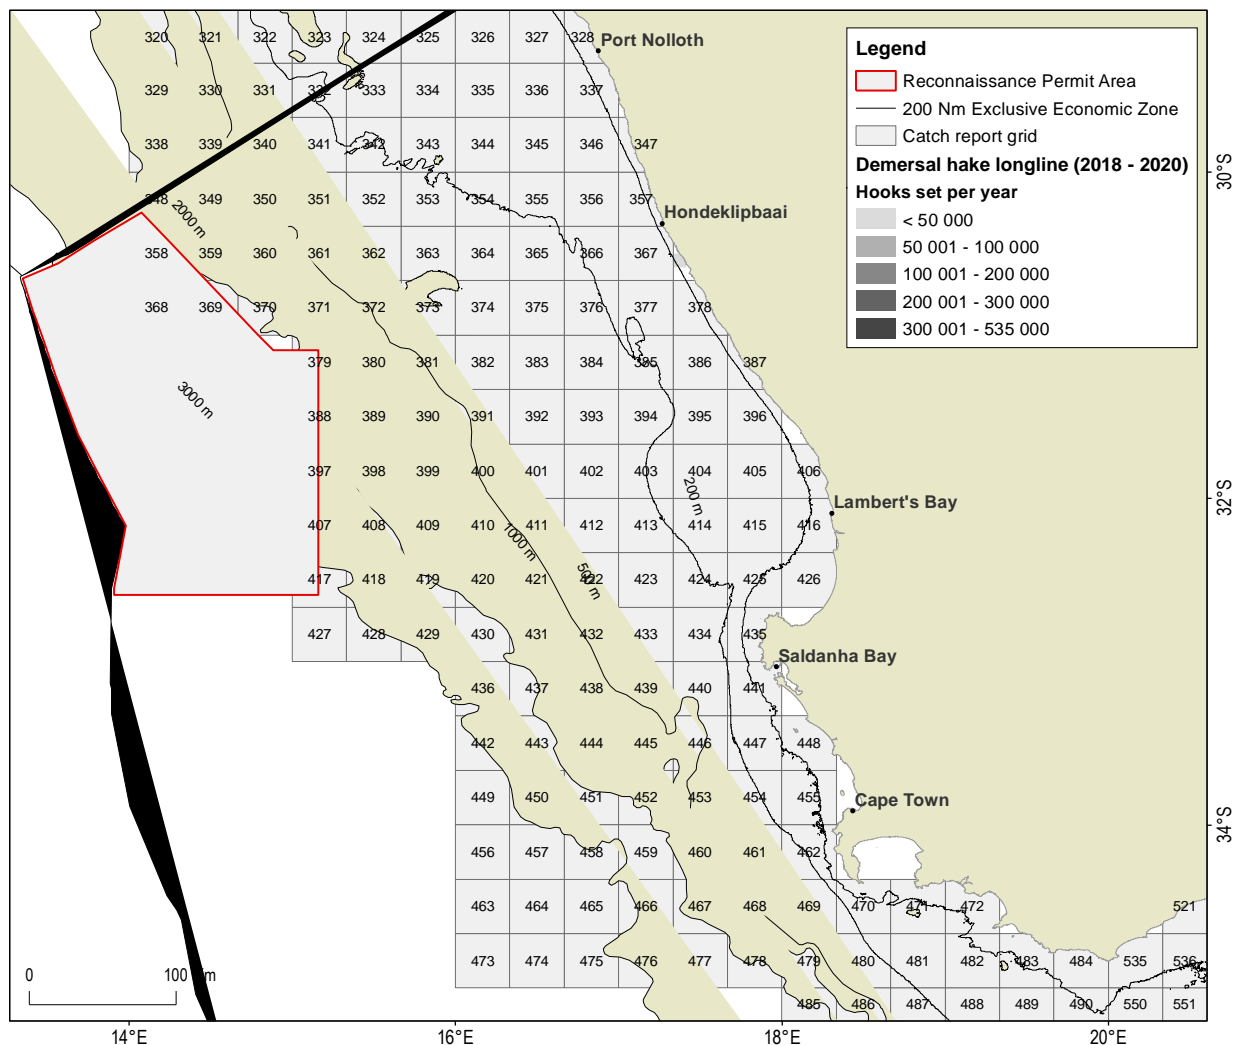 320 321 322 323 324 325 326 327 328 Port Nolloth
329 330 331 332 333 334 335 336 337
338 339 340 341 342 343 344 345 346 347
348 349 350 351 352 353 354 355 356 357
Hondeklipbaai
358 359 360 361 362 363 364 365 366 367
368 369 370 371 372 373 374 375 376 377 378
379 380 381 382 383 384 385 386 387
388 389 390 391 392 393 394 395 396
397 398 399 400 401 402 403 404 405 406
Lambert's Bay
407 408 409 410 411 412 413 414 415 416
417 418 419 420 421 422 423 424 425 426
427 428 429 430 431 432 433 434 435
Saldanha Bay
436 437 438 439 440 441
442 443 444 445 446 447 448
449 450 451 452 453 454 455 Cape Town
456 457 458 459 460 461 462
463 464 465 466 467 468 469 470 471 472 521
473 474 475 476 477 478 479 480 481 482 483 484 535 536
485 486 487 488 489 490 550 551
2000 m
3000 m
1000 m
500 m
200 m
Legend
Reconnaissance Permit Area
200 Nm Exclusive Economic Zone
Catch report grid
Demersal hake longline (2018 - 2020)
Hooks set per year
< 50 000
50 001 - 100 000
100 001 - 200 000
200 001 - 300 000
300 001 - 535 000
30°S
32°S
34°S
0 100
14°E 16°E 18°E 20°E